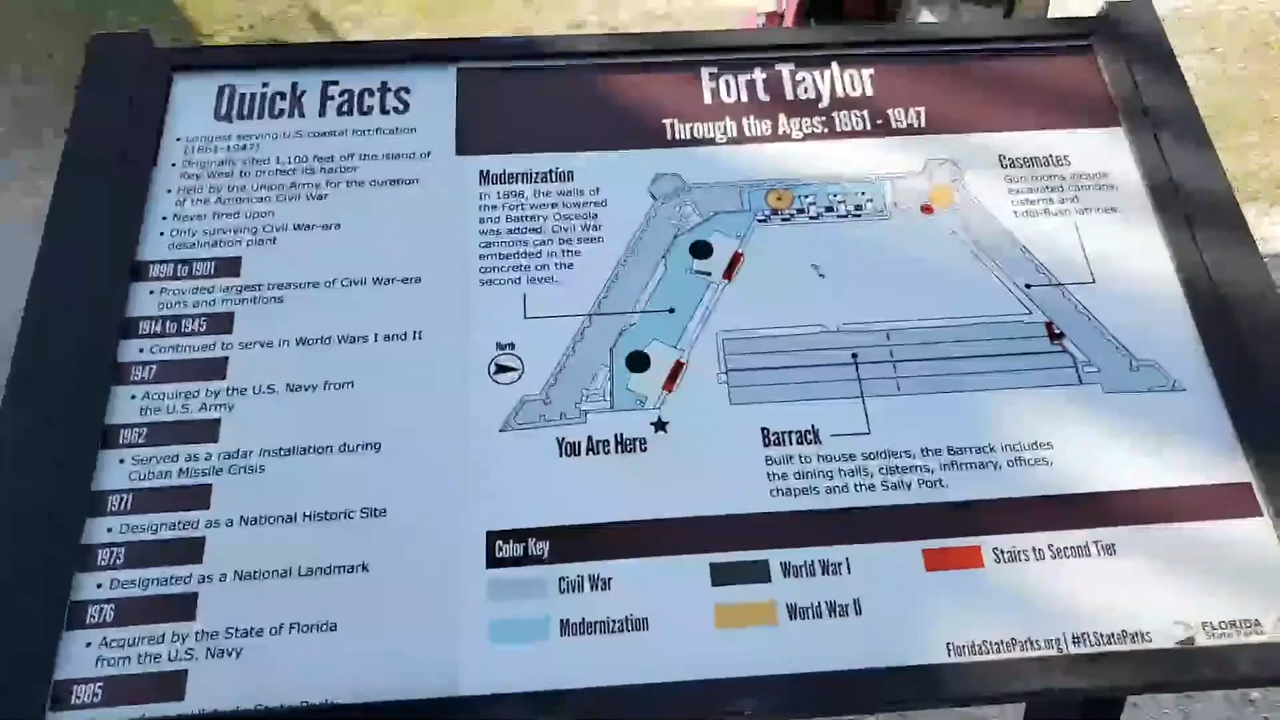 Quick Facts
• Longest serving U.S coastal fortification
(1861-1947)
• Originally sited 1,100 feet off the island of
Key West to protect its harbor
• Held by the Union Army for the duration
of the American Civil War
• Never fired upon
• Only surviving Civil War-era
desalination plant
1898 to 1901
• Provided largest treasure of Civil War-era
guns and munitions
1914 to 1945
• Continued to serve in World Wars I and II
1947
• Acquired by the U.S. Navy from
the U.S. Army
1962
• Served as a radar installation during
Cuban Missile Crisis
1971
• Designated as a National Historic Site
1973
• Designated as a National Landmark
1976
• Acquired by the State of Florida
from the U.S. Navy
1985
Fort Taylor
Through the Ages: 1861 - 1947
Modernization
In 1898, the walls of
the Fort were lowered
and Battery Osceola
was added. Civil War
cannons can be seen
embedded in the
concrete on the
second level.
Casemates
Gun rooms include
excavated cannons,
cisterns and
tidal-flush latrines.
North
You Are Here
Barrack
Built to house soldiers, the Barrack includes
the dining halls, cisterns, infirmary, offices,
chapels and the Sally Port.
Color Key
Civil War
Modernization
World War I
World War II
Stairs to Second Tier
FloridaStateParks.org | #FLStateParks
FLORIDA
State Parks